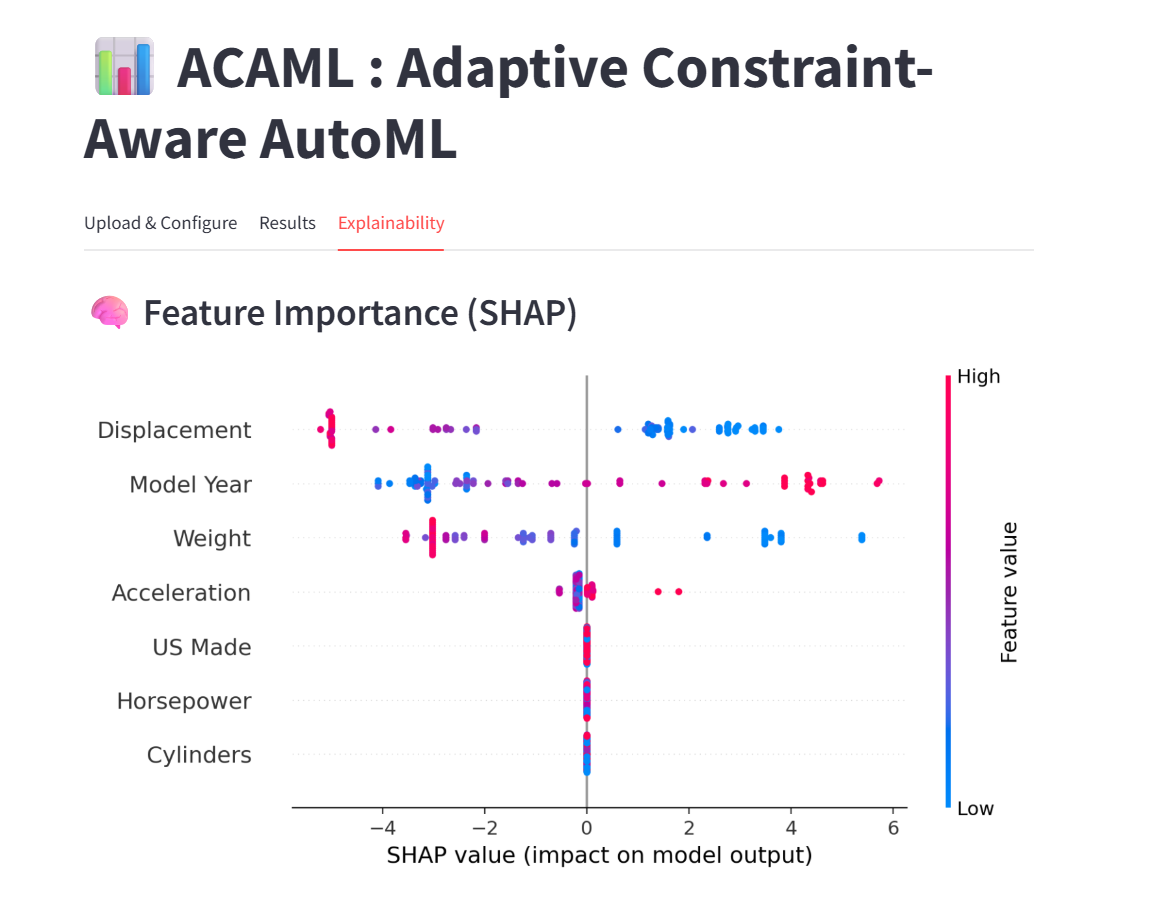 ACAML : Adaptive Constraint-
Aware AutoML
Upload & Configure Results Explainability
Feature Importance (SHAP)
High
Displacement
Model Year
Weight
Acceleration
US Made
Horsepower
Cylinders
Feature value
Low
−4 −2 0 2 4 6
SHAP value (impact on model output)